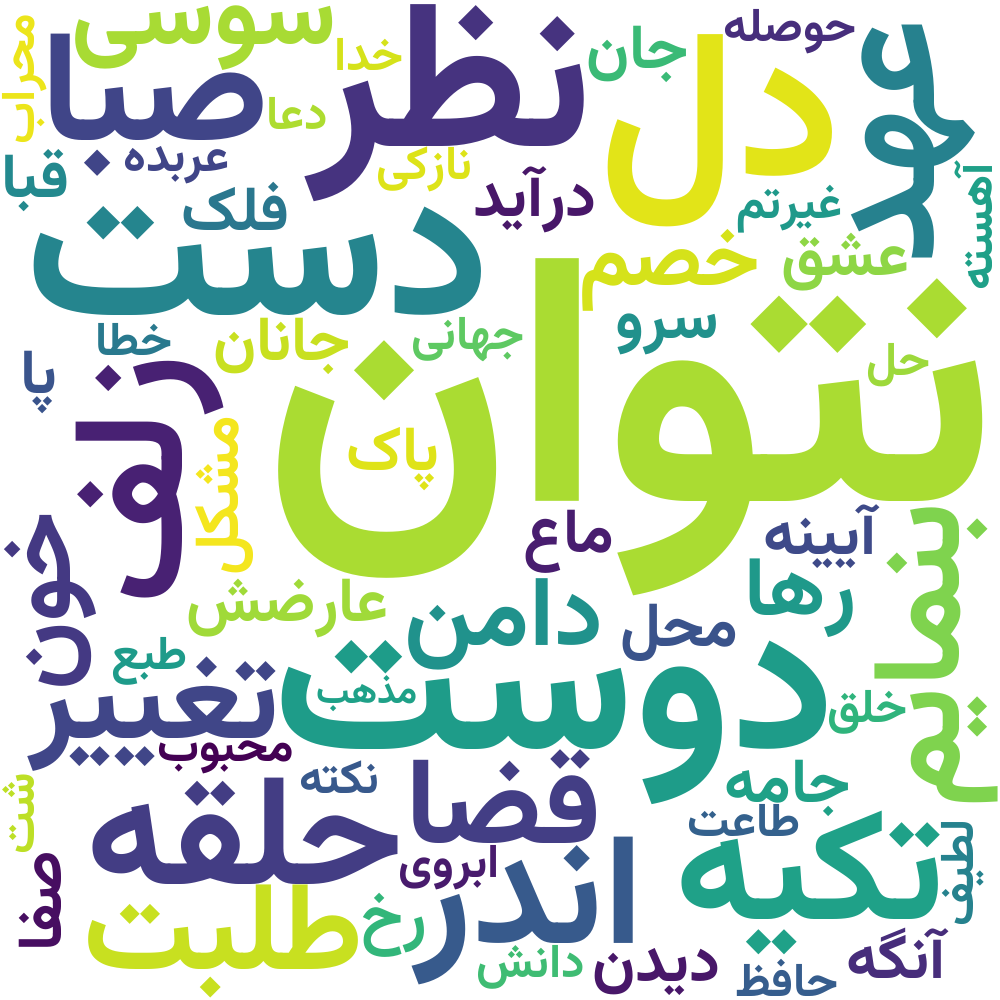 محراب
سوسی
خدا
نظر
جان
حوصله
عهد
صبا
دعا
دل
قبا
عربده
نازکی
فلک
درآید
غیرتم
آهسته
دست
خصم
عشق
خطا
جانان
جهانی
سرو
حل
پا
نتوان
زلف
مشکل
پاک
ماع
آیینه
بنماییم
خون
عارضش
دامن
محل
رها
طبع
تغییر
مذهب
دوست
خلق
محبوب
نکته
قضا
جامه
شت
حلقه
ابروی
طاعت
تکیه
لطیف
صفا
طلبت
رخ
اندر
دانش
دیدن
حافظ
آنگه